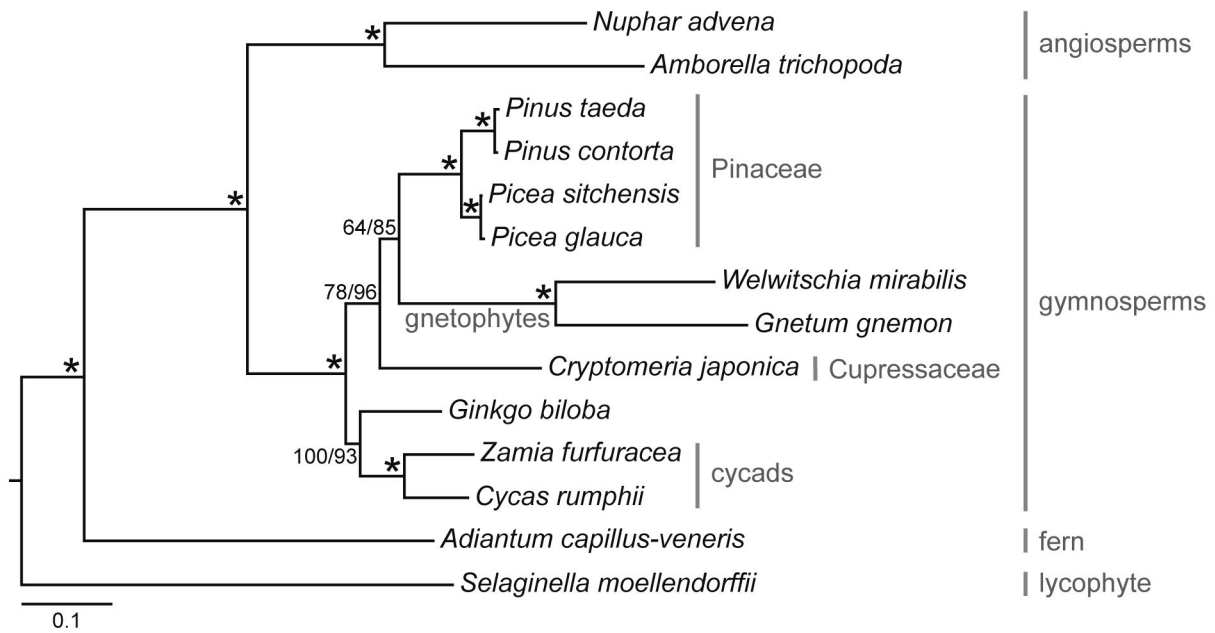 Nuphar advena
angiosperms
Amborella trichopoda
Pinus taeda
Pinus contorta
Pinaceae
Picea sitchensis
64/85
Picea glauca
Welwitschia mirabilis
78/96
gymnosperms
gnetophytes
Gnetum gnemon
Cryptomeria japonica
Cupressaceae
Ginkgo biloba
100/93
Zamia furfuracea
cycads
Cycas rumphii
Adiantum capillus-veneris
fern
Selaginella moellendorffii
lycophyte
0.1